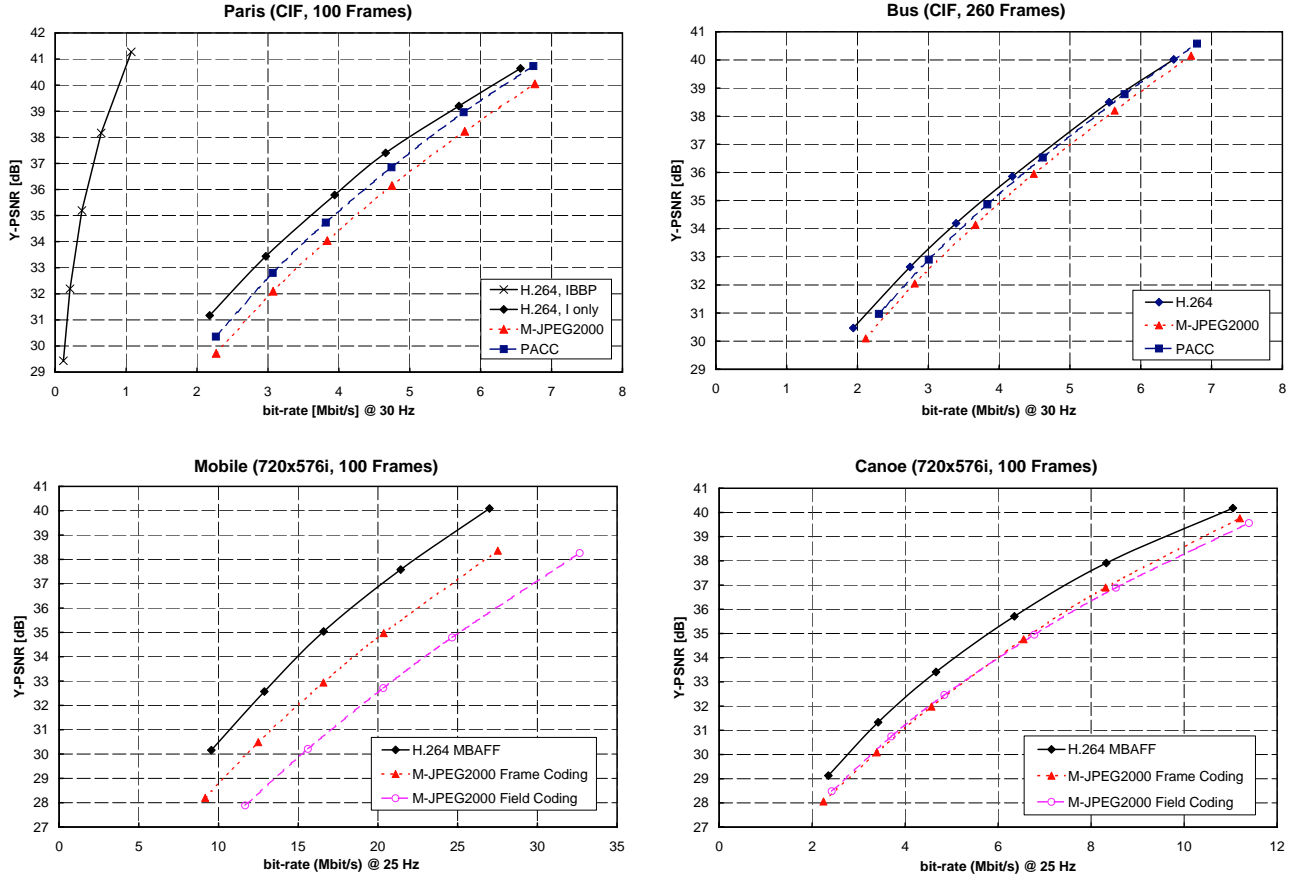 Paris (CIF, 100 Frames)
42
41
40
39
38
37
36
35
34
33
32
31
30
29
Y-PSNR [dB]
0 1 2 3 4 5 6 7 8
bit-rate [Mbit/s] @ 30 Hz
H.264, IBBP
H.264, I only
M-JPEG2000
PACC
Bus (CIF, 260 Frames)
41
40
39
38
37
36
35
34
33
32
31
30
29
Y-PSNR [dB]
0 1 2 3 4 5 6 7 8
bit-rate (Mbit/s) @ 30 Hz
H.264
M-JPEG2000
PACC
Mobile (720x576i, 100 Frames)
41
40
39
38
37
36
35
34
33
32
31
30
29
28
27
Y-PSNR [dB]
0 5 10 15 20 25 30 35
bit-rate (Mbit/s) @ 25 Hz
H.264 MBAFF
M-JPEG2000 Frame Coding
M-JPEG2000 Field Coding
Canoe (720x576i, 100 Frames)
41
40
39
38
37
36
35
34
33
32
31
30
29
28
27
Y-PSNR [dB]
0 2 4 6 8 10 12
bit-rate (Mbit/s) @ 25 Hz
H.264 MBAFF
M-JPEG2000 Frame Coding
M-JPEG2000 Field Coding